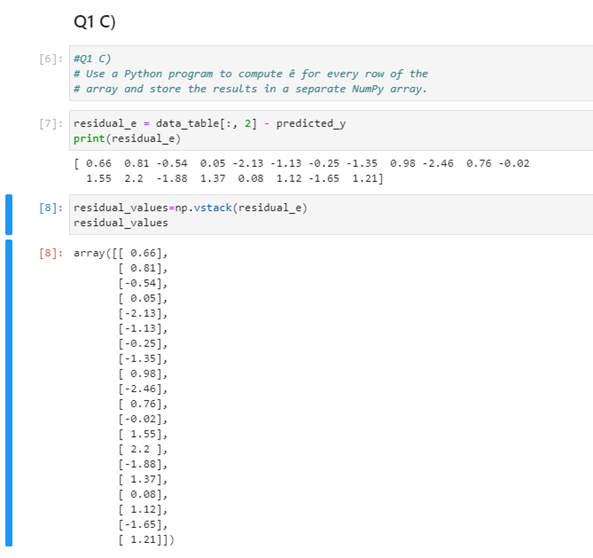 Q1 C)
[6]: #Q1 C)
# Use a Python program to compute ê for every row of the
# array and store the results in a separate NumPy array.
[7]: residual_e = data_table[:, 2] - predicted_y
print(residual_e)
[ 0.66  0.81 -0.54  0.05 -2.13 -1.13 -0.25 -1.35  0.98 -2.46  0.76 -0.02
1.55  2.2  -1.88  1.37  0.08  1.12 -1.65  1.21]
[8]: residual_values=np.vstack(residual_e)
residual_values
[8]: array([[ 0.66],
[ 0.81],
[-0.54],
[ 0.05],
[-2.13],
[-1.13],
[-0.25],
[-1.35],
[ 0.98],
[-2.46],
[ 0.76],
[-0.02],
[ 1.55],
[ 2.2 ],
[-1.88],
[ 1.37],
[ 0.08],
[ 1.12],
[-1.65],
[ 1.21]])